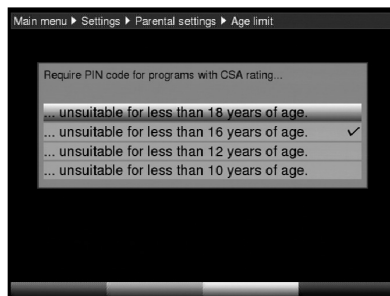 Main menu ▶ Settings ▶ Parental settings ▶ Age limit
Require PIN code for programs with CSA rating...
... unsuitable for less than 18 years of age.
... unsuitable for less than 16 years of age. ✓
... unsuitable for less than 12 years of age.
... unsuitable for less than 10 years of age.